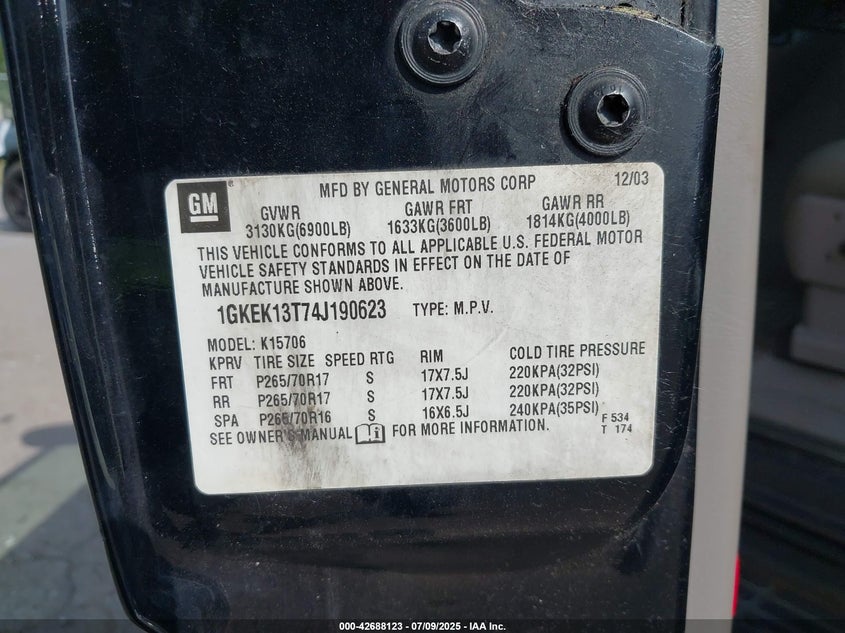 GM
MFD BY GENERAL MOTORS CORP 12/03
GVWR GAWR FRT GAWR RR
3130KG(6900LB) 1633KG(3600LB) 1814KG(4000LB)
THIS VEHICLE CONFORMS TO ALL APPLICABLE U.S. FEDERAL MOTOR
VEHICLE SAFETY STANDARDS IN EFFECT ON THE DATE OF
MANUFACTURE SHOWN ABOVE.
1GKEK13T74J190623 TYPE: M.P.V.
MODEL: K15706
KPRV TIRE SIZE SPEED RTG RIM COLD TIRE PRESSURE
FRT P265/70R17 S 17X7.5J 220KPA(32PSI)
RR P265/70R17 S 17X7.5J 220KPA(32PSI)
SPA P265/70R16 S 16X6.5J 240KPA(35PSI)
SEE OWNER'S MANUAL FOR MORE INFORMATION.
F 534
T 174
000-42688123 / 07/09/2025 - IAA Inc.